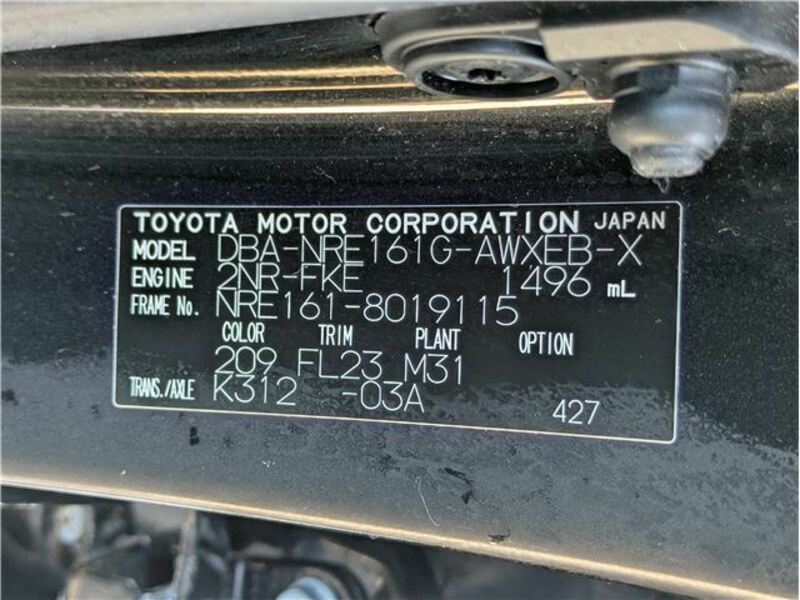 TOYOTA MOTOR CORPORATION JAPAN
MODEL DBA-NRE161G-AWXEB-X
ENGINE 2NR-FKE 1496 mL
FRAME No. NRE161-8019115
COLOR TRIM PLANT OPTION
209 FL23 M31
TRANS./AXLE K312 -03A
427